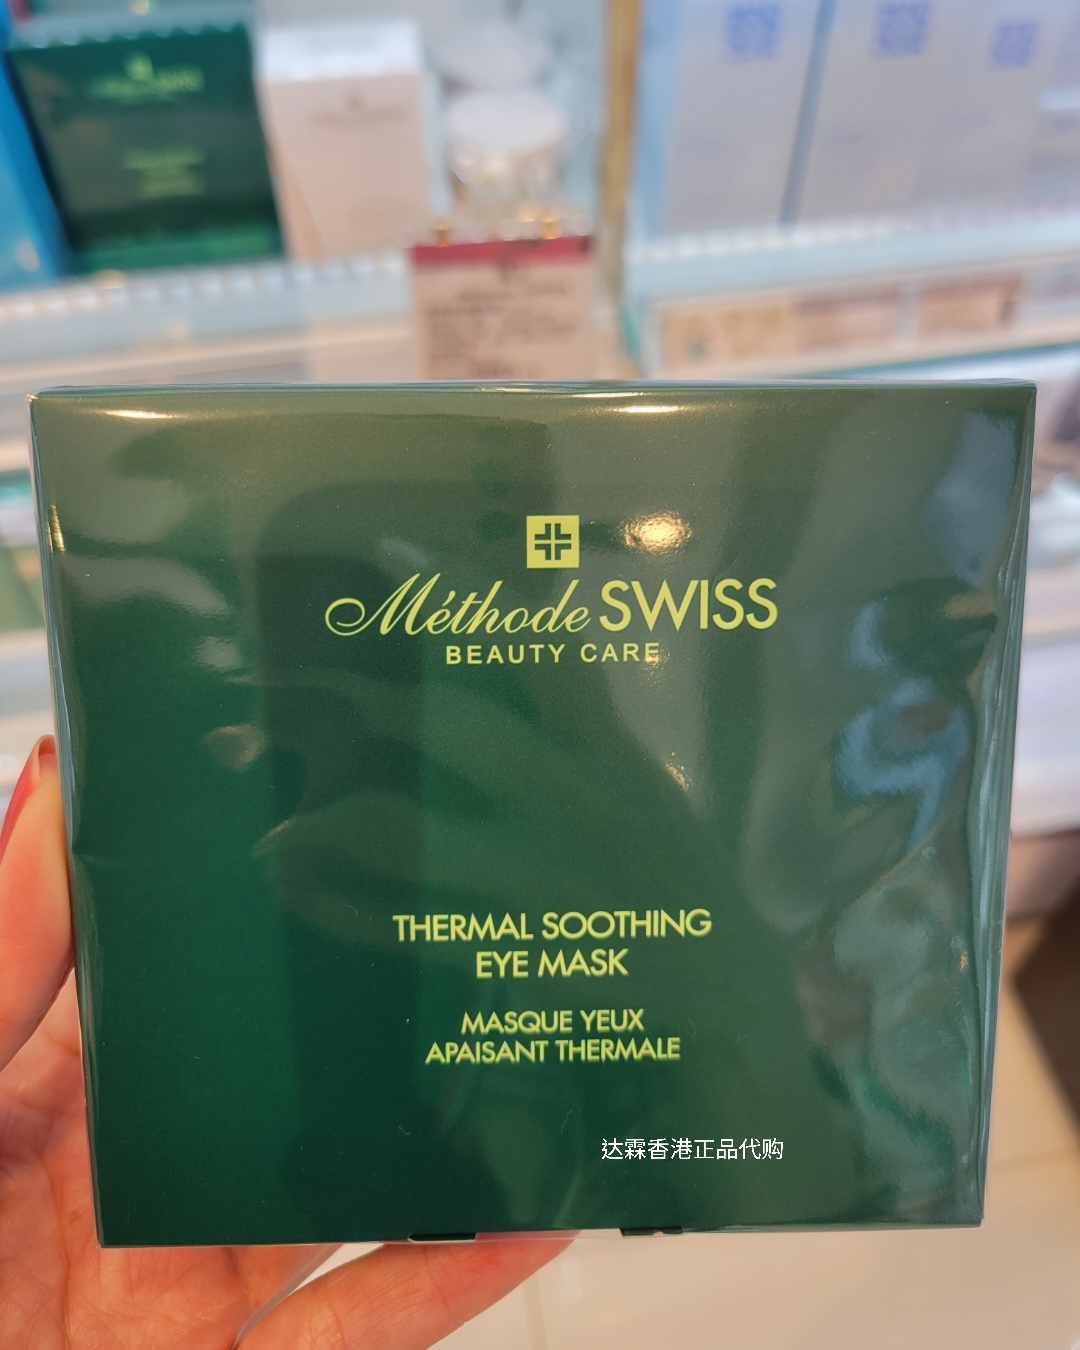 Méthode SWISS
BEAUTY CARE
THERMAL SOOTHING
EYE MASK
MASQUE YEUX
APAISANT THERMALE
达霖香港正品代购